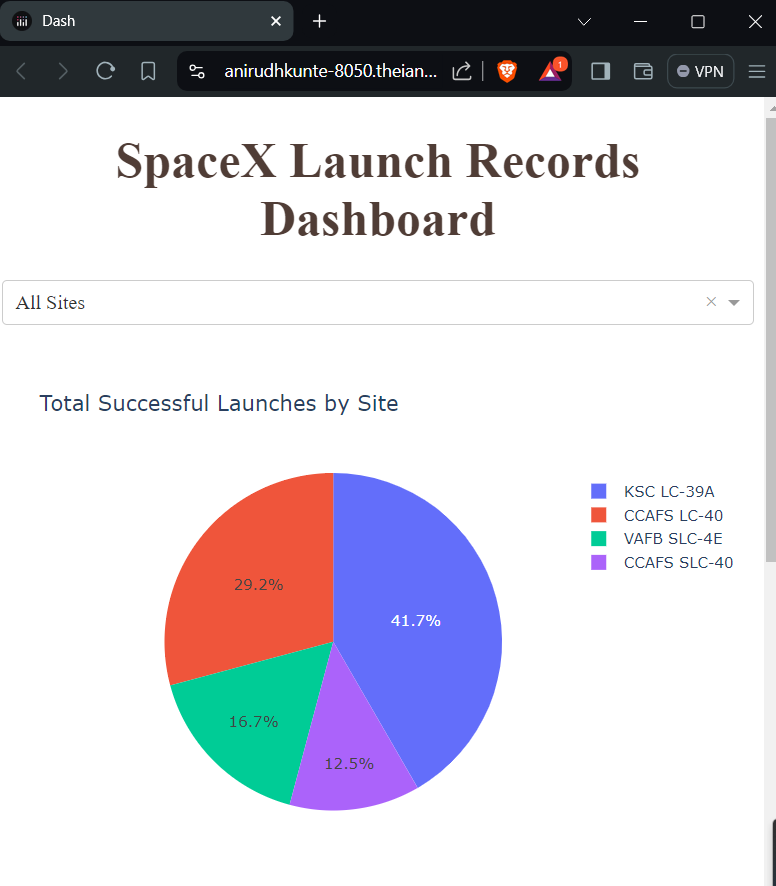 Dash
anirudhkunte-8050.theian...
1
VPN
SpaceX Launch Records
Dashboard
All Sites
Total Successful Launches by Site
KSC LC-39A
CCAFS LC-40
VAFB SLC-4E
CCAFS SLC-40
29.2%
41.7%
16.7%
12.5%